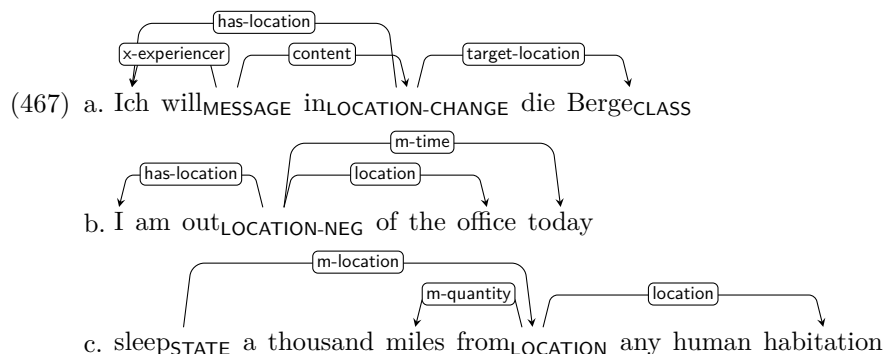 has-location
x-experiencer content target-location
(467) a. Ich willMESSAGE inLOCATION-CHANGE die BergeCLASS
m-time
has-location location
b. I am outLOCATION-NEG of the office today
m-location
m-quantity location
c. sleepSTATE a thousand miles fromLOCATION any human habitation